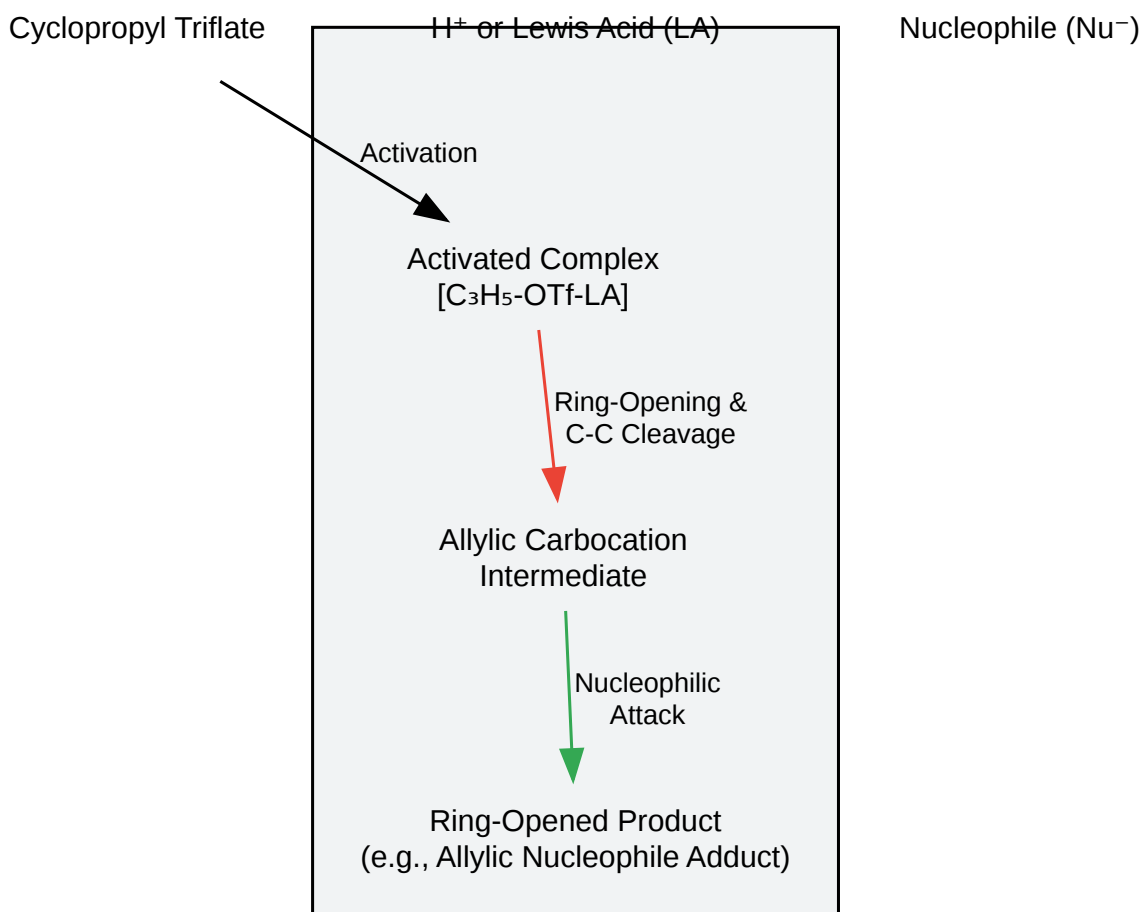 Cyclopropyl Triflate
H⁺ or Lewis Acid (LA)
Nucleophile (Nu⁻)
Activation
Activated Complex
[C₃H₅-OTf-LA]
Ring-Opening &
C-C Cleavage
Allylic Carbocation
Intermediate
Nucleophilic
Attack
Ring-Opened Product
(e.g., Allylic Nucleophile Adduct)